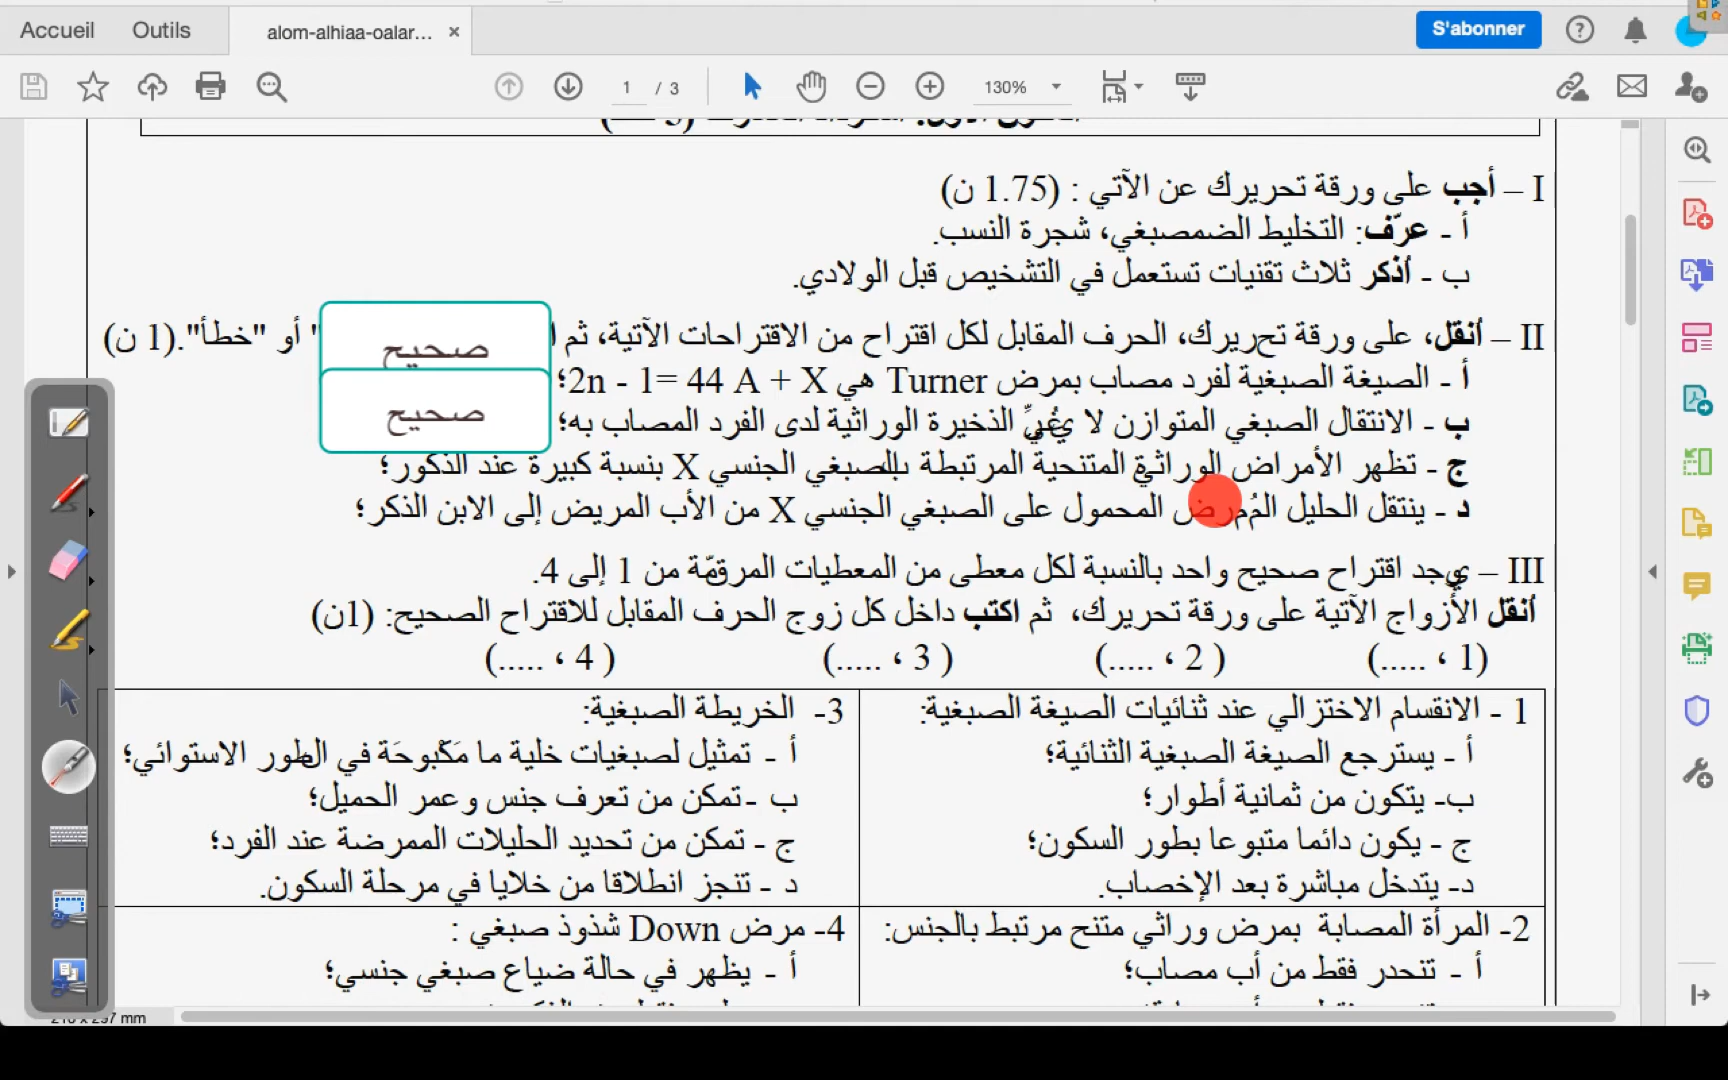 Accueil Outils alom-alhiaa-oalar... × S'abonner
1 / 3 130%
I – أجب على ورقة تحريرك عن الآتي : (1.75 ن)
أ - عرّف: التخليط الضمصبغي، شجرة النسب.
ب - أذكر ثلاث تقنيات تستعمل في التشخيص قبل الولادي.
II – أنقل، على ورقة تحريرك، الحرف المقابل لكل اقتراح من الاقتراحات الآتية، ثم " أو "خطأ".(1 ن)
صحيح
أ - الصيغة الصبغية لفرد مصاب بمرض Turner هي 2n - 1= 44 A + X؛
صحيح
ب - الانتقال الصبغي المتوازن لا يُغيِّر الذخيرة الوراثية لدى الفرد المصاب به؛
ج - تظهر الأمراض الوراثية المتنحية المرتبطة بالصبغي الجنسي X بنسبة كبيرة عند الذكور؛
د - ينتقل الحليل المُمرض المحمول على الصبغي الجنسي X من الأب المريض إلى الابن الذكر؛
III – يوجد اقتراح صحيح واحد بالنسبة لكل معطى من المعطيات المرقمّة من 1 إلى 4.
أنقل الأزواج الآتية على ورقة تحريرك، ثم اكتب داخل كل زوج الحرف المقابل للاقتراح الصحيح: (1ن)
(1 ، .....) (2 ، .....) (3 ، .....) (4 ، .....)
1 - الانقسام الاختزالي عند ثنائيات الصيغة الصبغية:
أ - يسترجع الصيغة الصبغية الثنائية؛
ب- يتكون من ثمانية أطوار؛
ج - يكون دائما متبوعا بطور السكون؛
د- يتدخل مباشرة بعد الإخصاب.
3- الخريطة الصبغية:
أ - تمثيل لصبغيات خلية ما مَكْبوحَة في الطور الاستوائي؛
ب - تمكن من تعرف جنس وعمر الحميل؛
ج - تمكن من تحديد الحليلات الممرضة عند الفرد؛
د - تنجز انطلاقا من خلايا في مرحلة السكون.
2- المرأة المصابة بمرض وراثي متنح مرتبط بالجنس:
أ - تنحدر فقط من أب مصاب؛
4- مرض Down شذوذ صبغي :
أ - يظهر في حالة ضياع صبغي جنسي؛